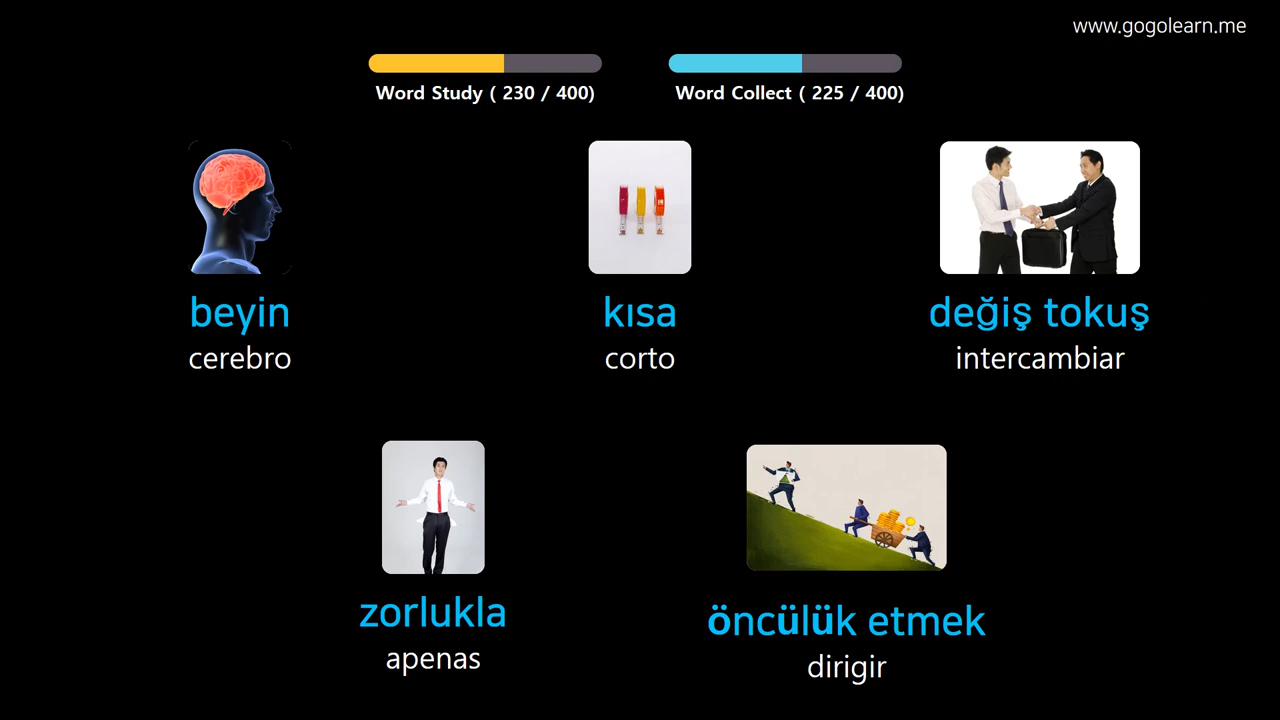 www.gogolearn.me
Word Study ( 230 / 400)
Word Collect ( 225 / 400)
beyin
cerebro
kısa
corto
değiş tokuş
intercambiar
zorlukla
apenas
öncülük etmek
dirigir